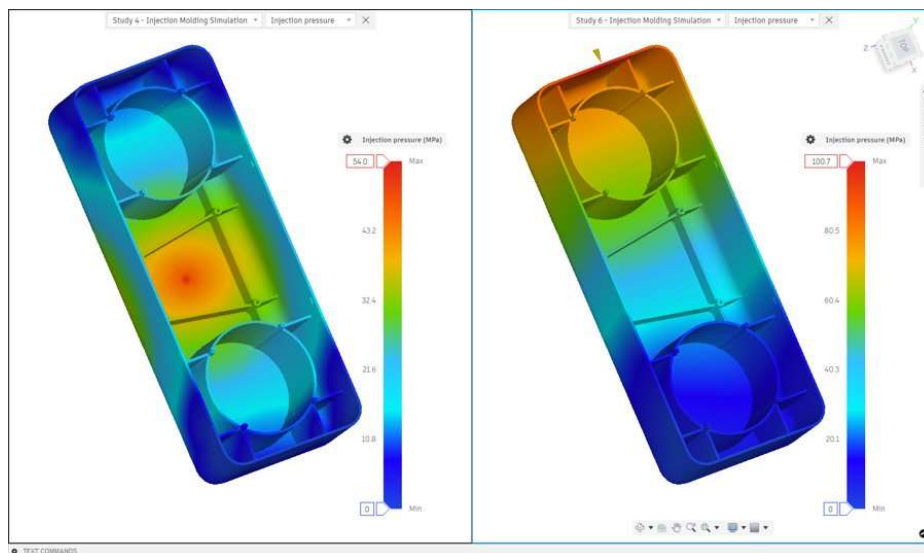 Study 4 - Injection Molding Simulation
Injection pressure
Study 6 - Injection Molding Simulation
Injection pressure
Y
Z
TOP
X
Injection pressure (MPa)
54.0
Max
43.2
32.4
21.6
10.8
0
Min
Injection pressure (MPa)
100.7
Max
80.5
60.4
40.3
20.1
0
Min
TEXT COMMANDS